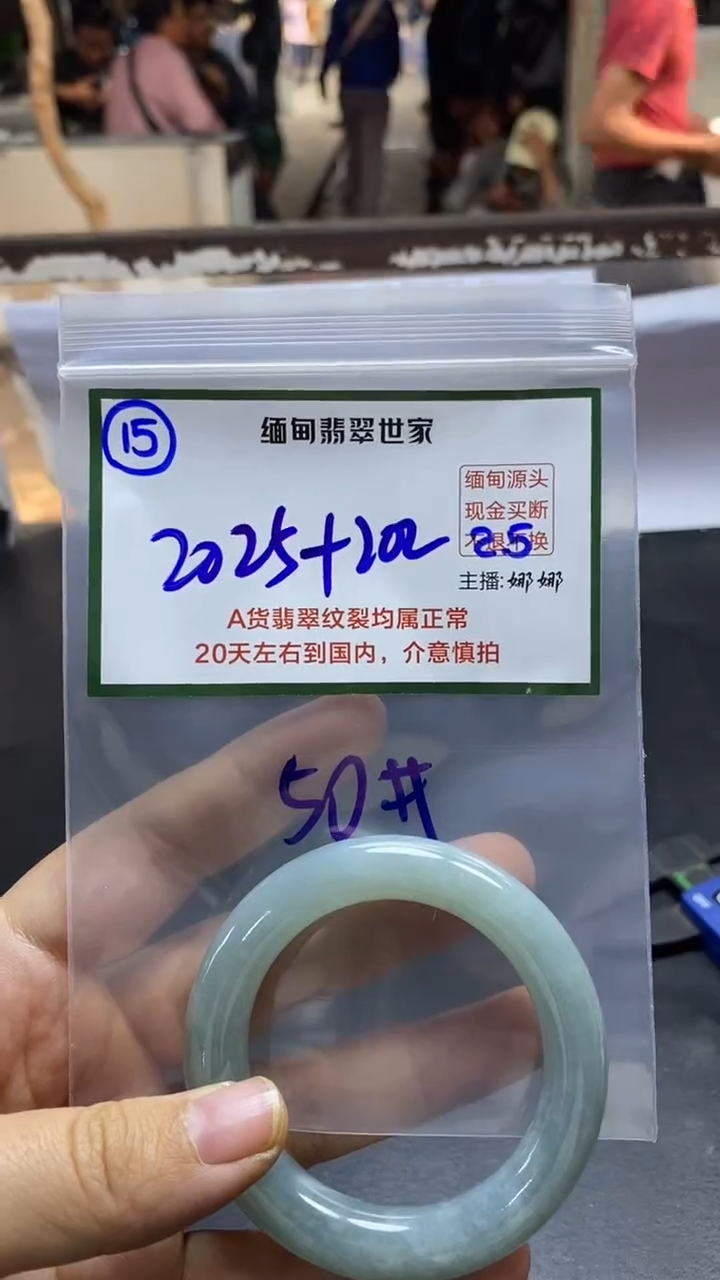 15
缅甸翡翠世家
缅甸源头
现金买断
2025+202
25
主播:娜娜
A货翡翠纹裂均属正常
20天左右到国内，介意慎拍
50#